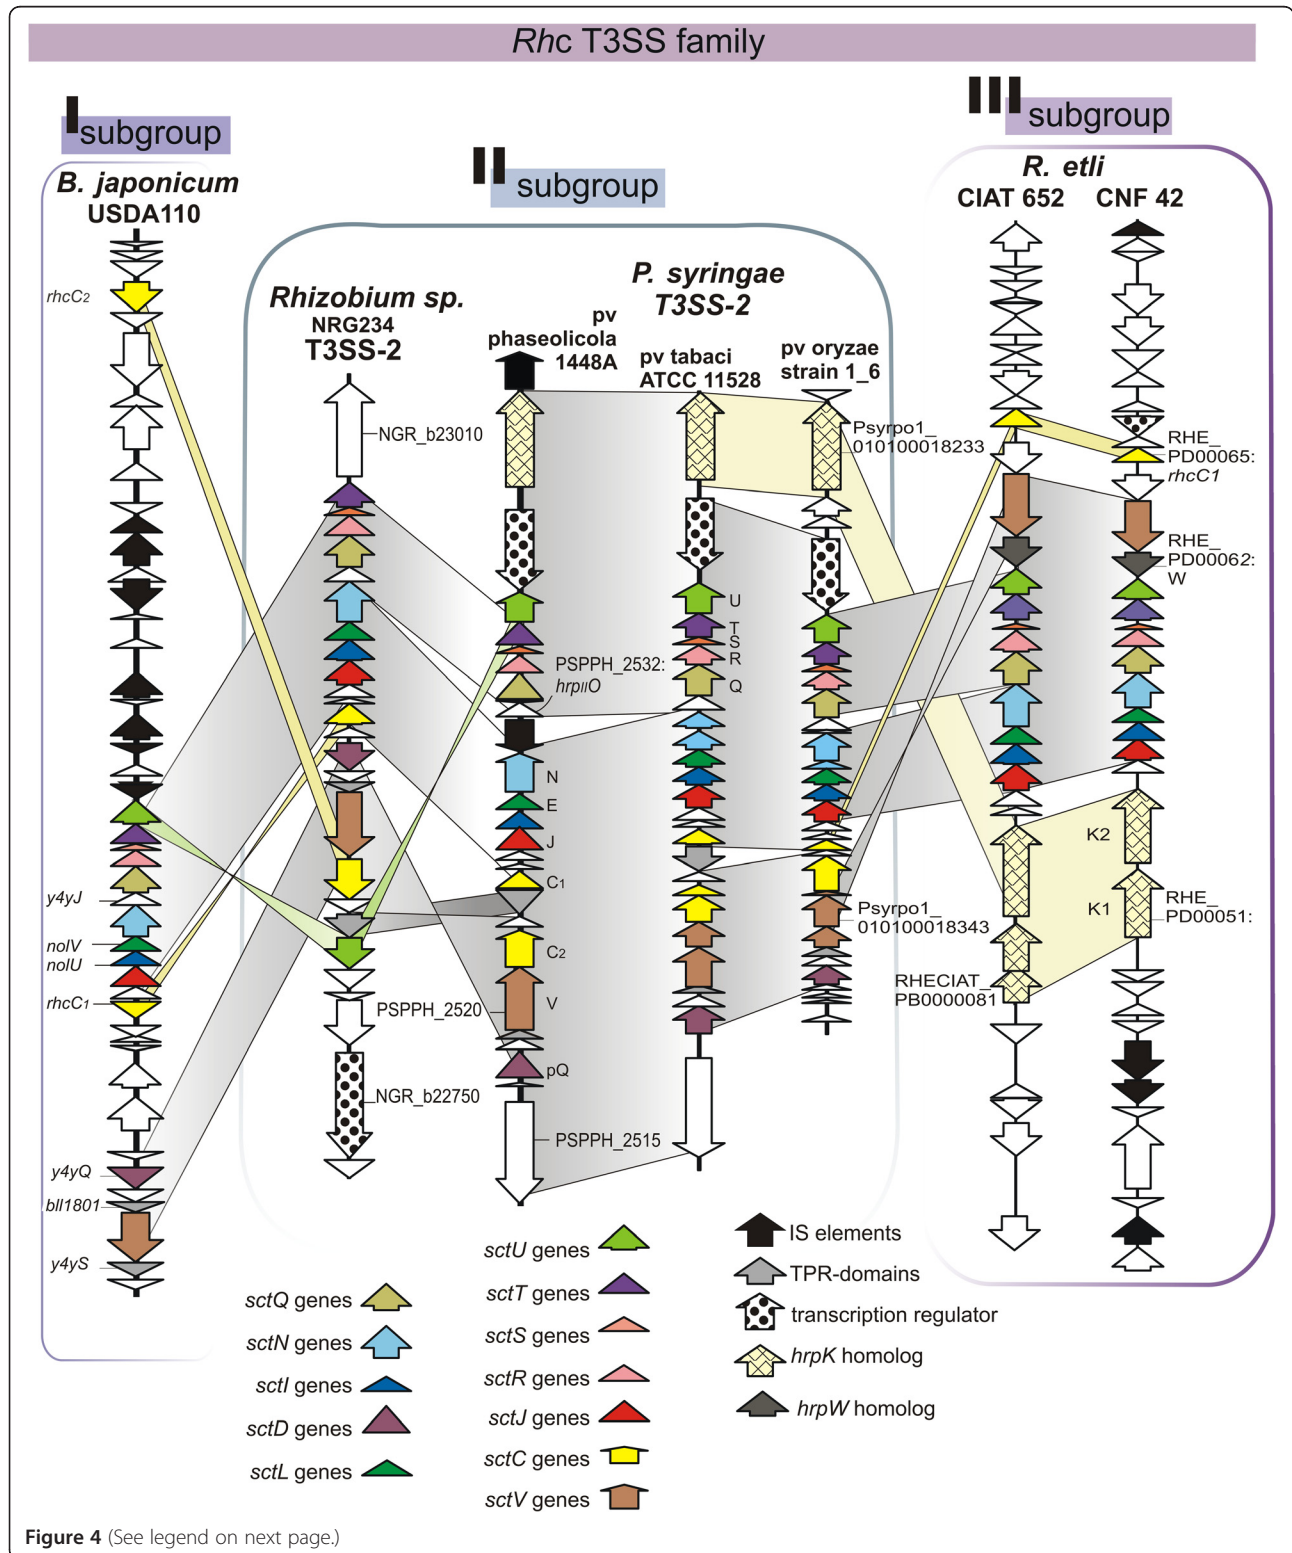 Rhc T3SS family
I subgroup
II subgroup
III subgroup
B. japonicum
USDA110
Rhizobium sp.
NRG234
T3SS-2
P. syringae
T3SS-2
pv
phaseolicola
1448A
pv tabaci
ATCC 11528
pv oryzae
strain 1_6
R. etli
CIAT 652
CNF 42
rhcC2
y4yJ
nolV
nolU
rhcC1
y4yQ
bll1801
y4yS
NGR_b23010
NGR_b22750
PSPPH_2532:
hrpIIO
N
E
J
C1
C2
V
pQ
PSPPH_2520
PSPPH_2515
U
T
S
R
Q
Psyrpo1_
010100018233
Psyrpo1_
010100018343
RHECIAT_
PB0000081
RHE_
PD00065:
rhcC1
RHE_
PD00062:
W
K2
K1
RHE_
PD00051:
sctQ genes
sctN genes
sctI genes
sctD genes
sctL genes
sctU genes
sctT genes
sctS genes
sctR genes
sctJ genes
sctC genes
sctV genes
IS elements
TPR-domains
transcription regulator
hrpK homolog
hrpW homolog
Figure 4 (See legend on next page.)